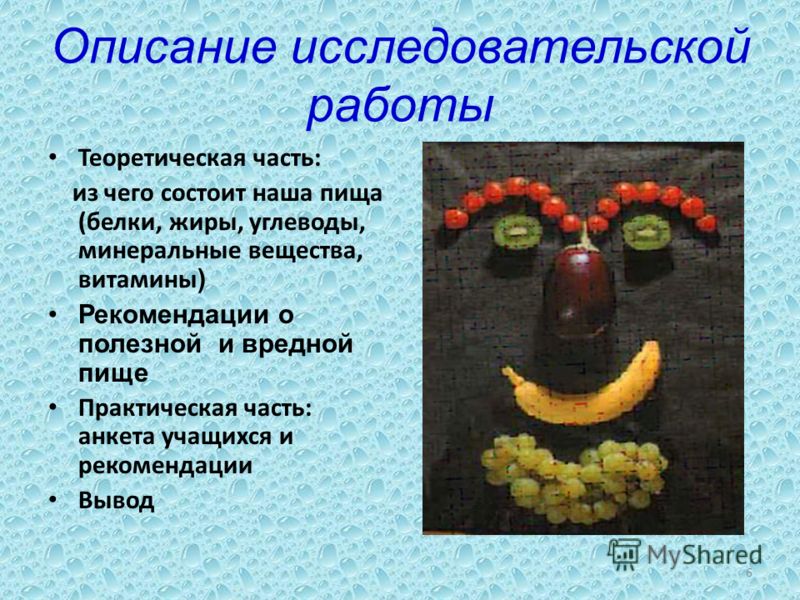 Описание исследовательской
работы
• Теоретическая часть:
из чего состоит наша пища
(белки, жиры, углеводы,
минеральные вещества,
витамины)
• Рекомендации о
полезной и вредной
пище
• Практическая часть:
анкета учащихся и
рекомендации
• Вывод
MyShared
6